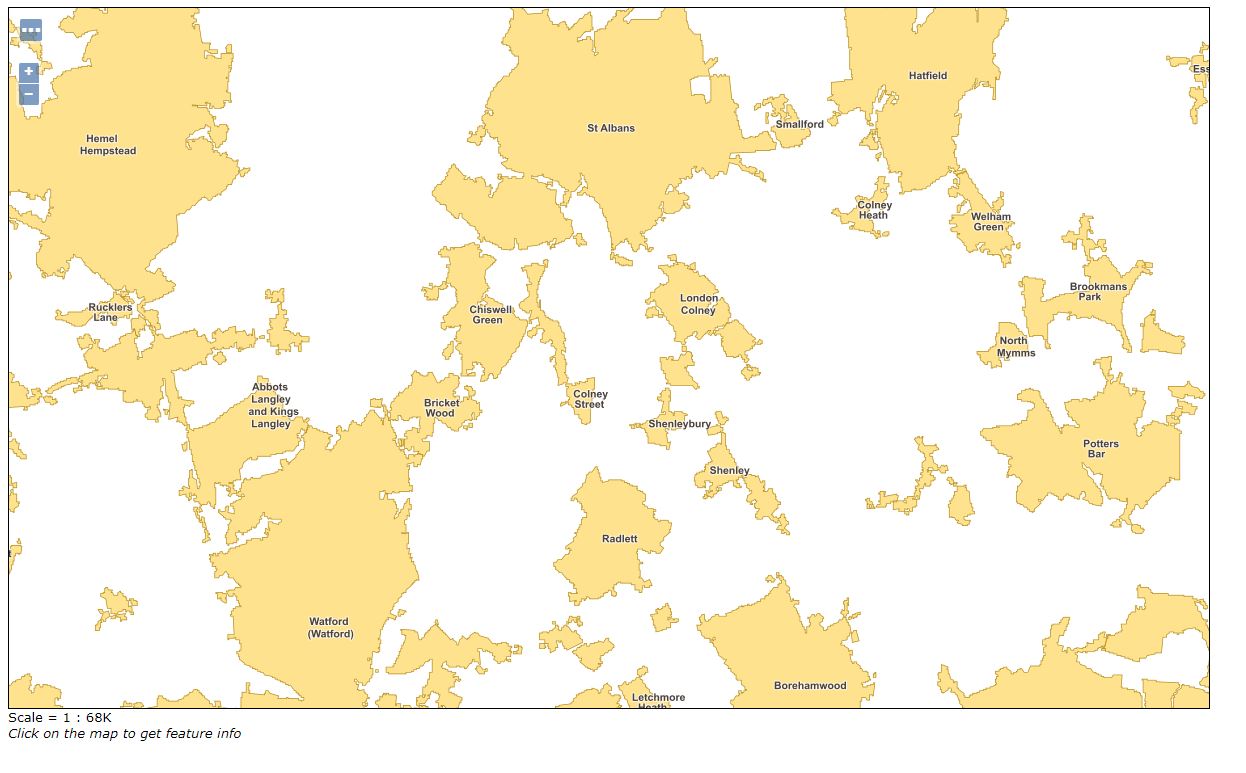 ...
+
−
Hatfield
Ess
Smallford
St Albans
Hemel
Hempstead
Colney
Heath
Welham
Green
Brookmans
Park
London
Colney
Rucklers
Lane
Chiswell
Green
North
Mymms
Abbots
Langley
and Kings
Langley
Colney
Street
Bricket
Wood
Shenleybury
Potters
Bar
Shenley
Radlett
Watford
(Watford)
Borehamwood
Letchmore
Heath
Scale = 1 : 68K
Click on the map to get feature info